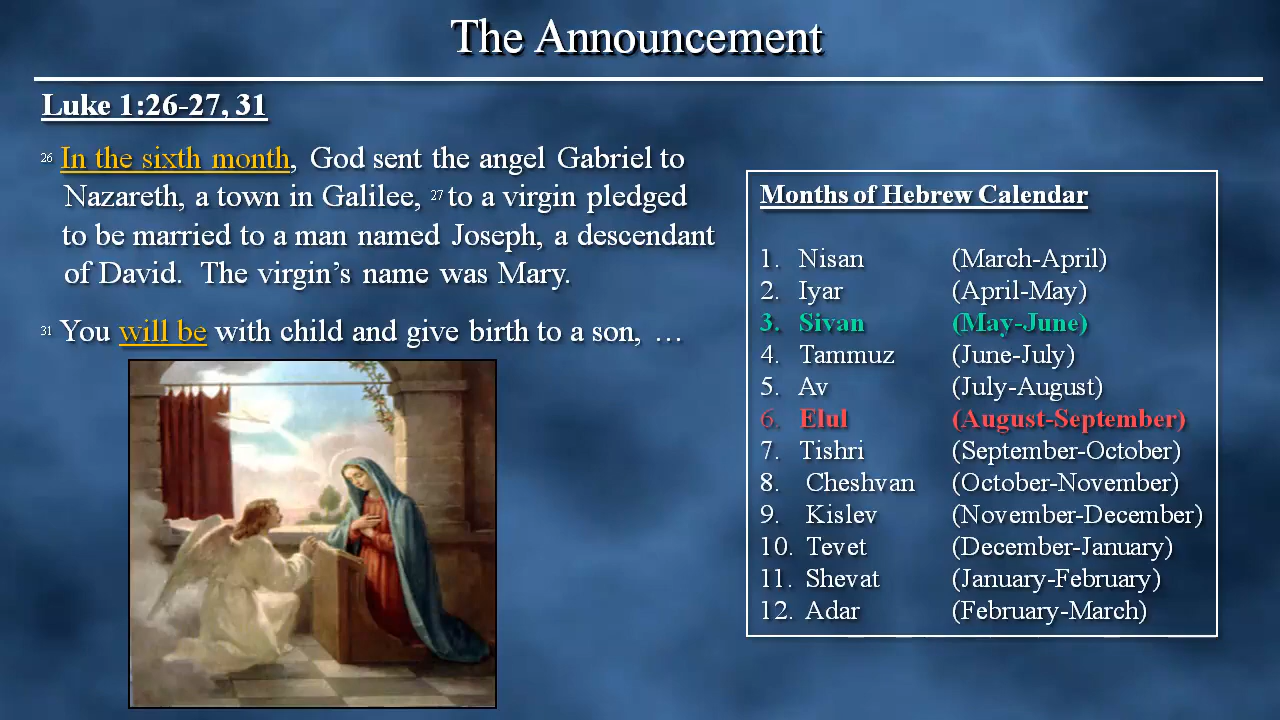 The Announcement
Luke 1:26-27, 31
26 In the sixth month, God sent the angel Gabriel to
Nazareth, a town in Galilee, 27 to a virgin pledged
to be married to a man named Joseph, a descendant
of David. The virgin’s name was Mary.
31 You will be with child and give birth to a son, …
Months of Hebrew Calendar
1. Nisan (March-April)
2. Iyar (April-May)
3. Sivan (May-June)
4. Tammuz (June-July)
5. Av (July-August)
6. Elul (August-September)
7. Tishri (September-October)
8. Cheshvan (October-November)
9. Kislev (November-December)
10. Tevet (December-January)
11. Shevat (January-February)
12. Adar (February-March)